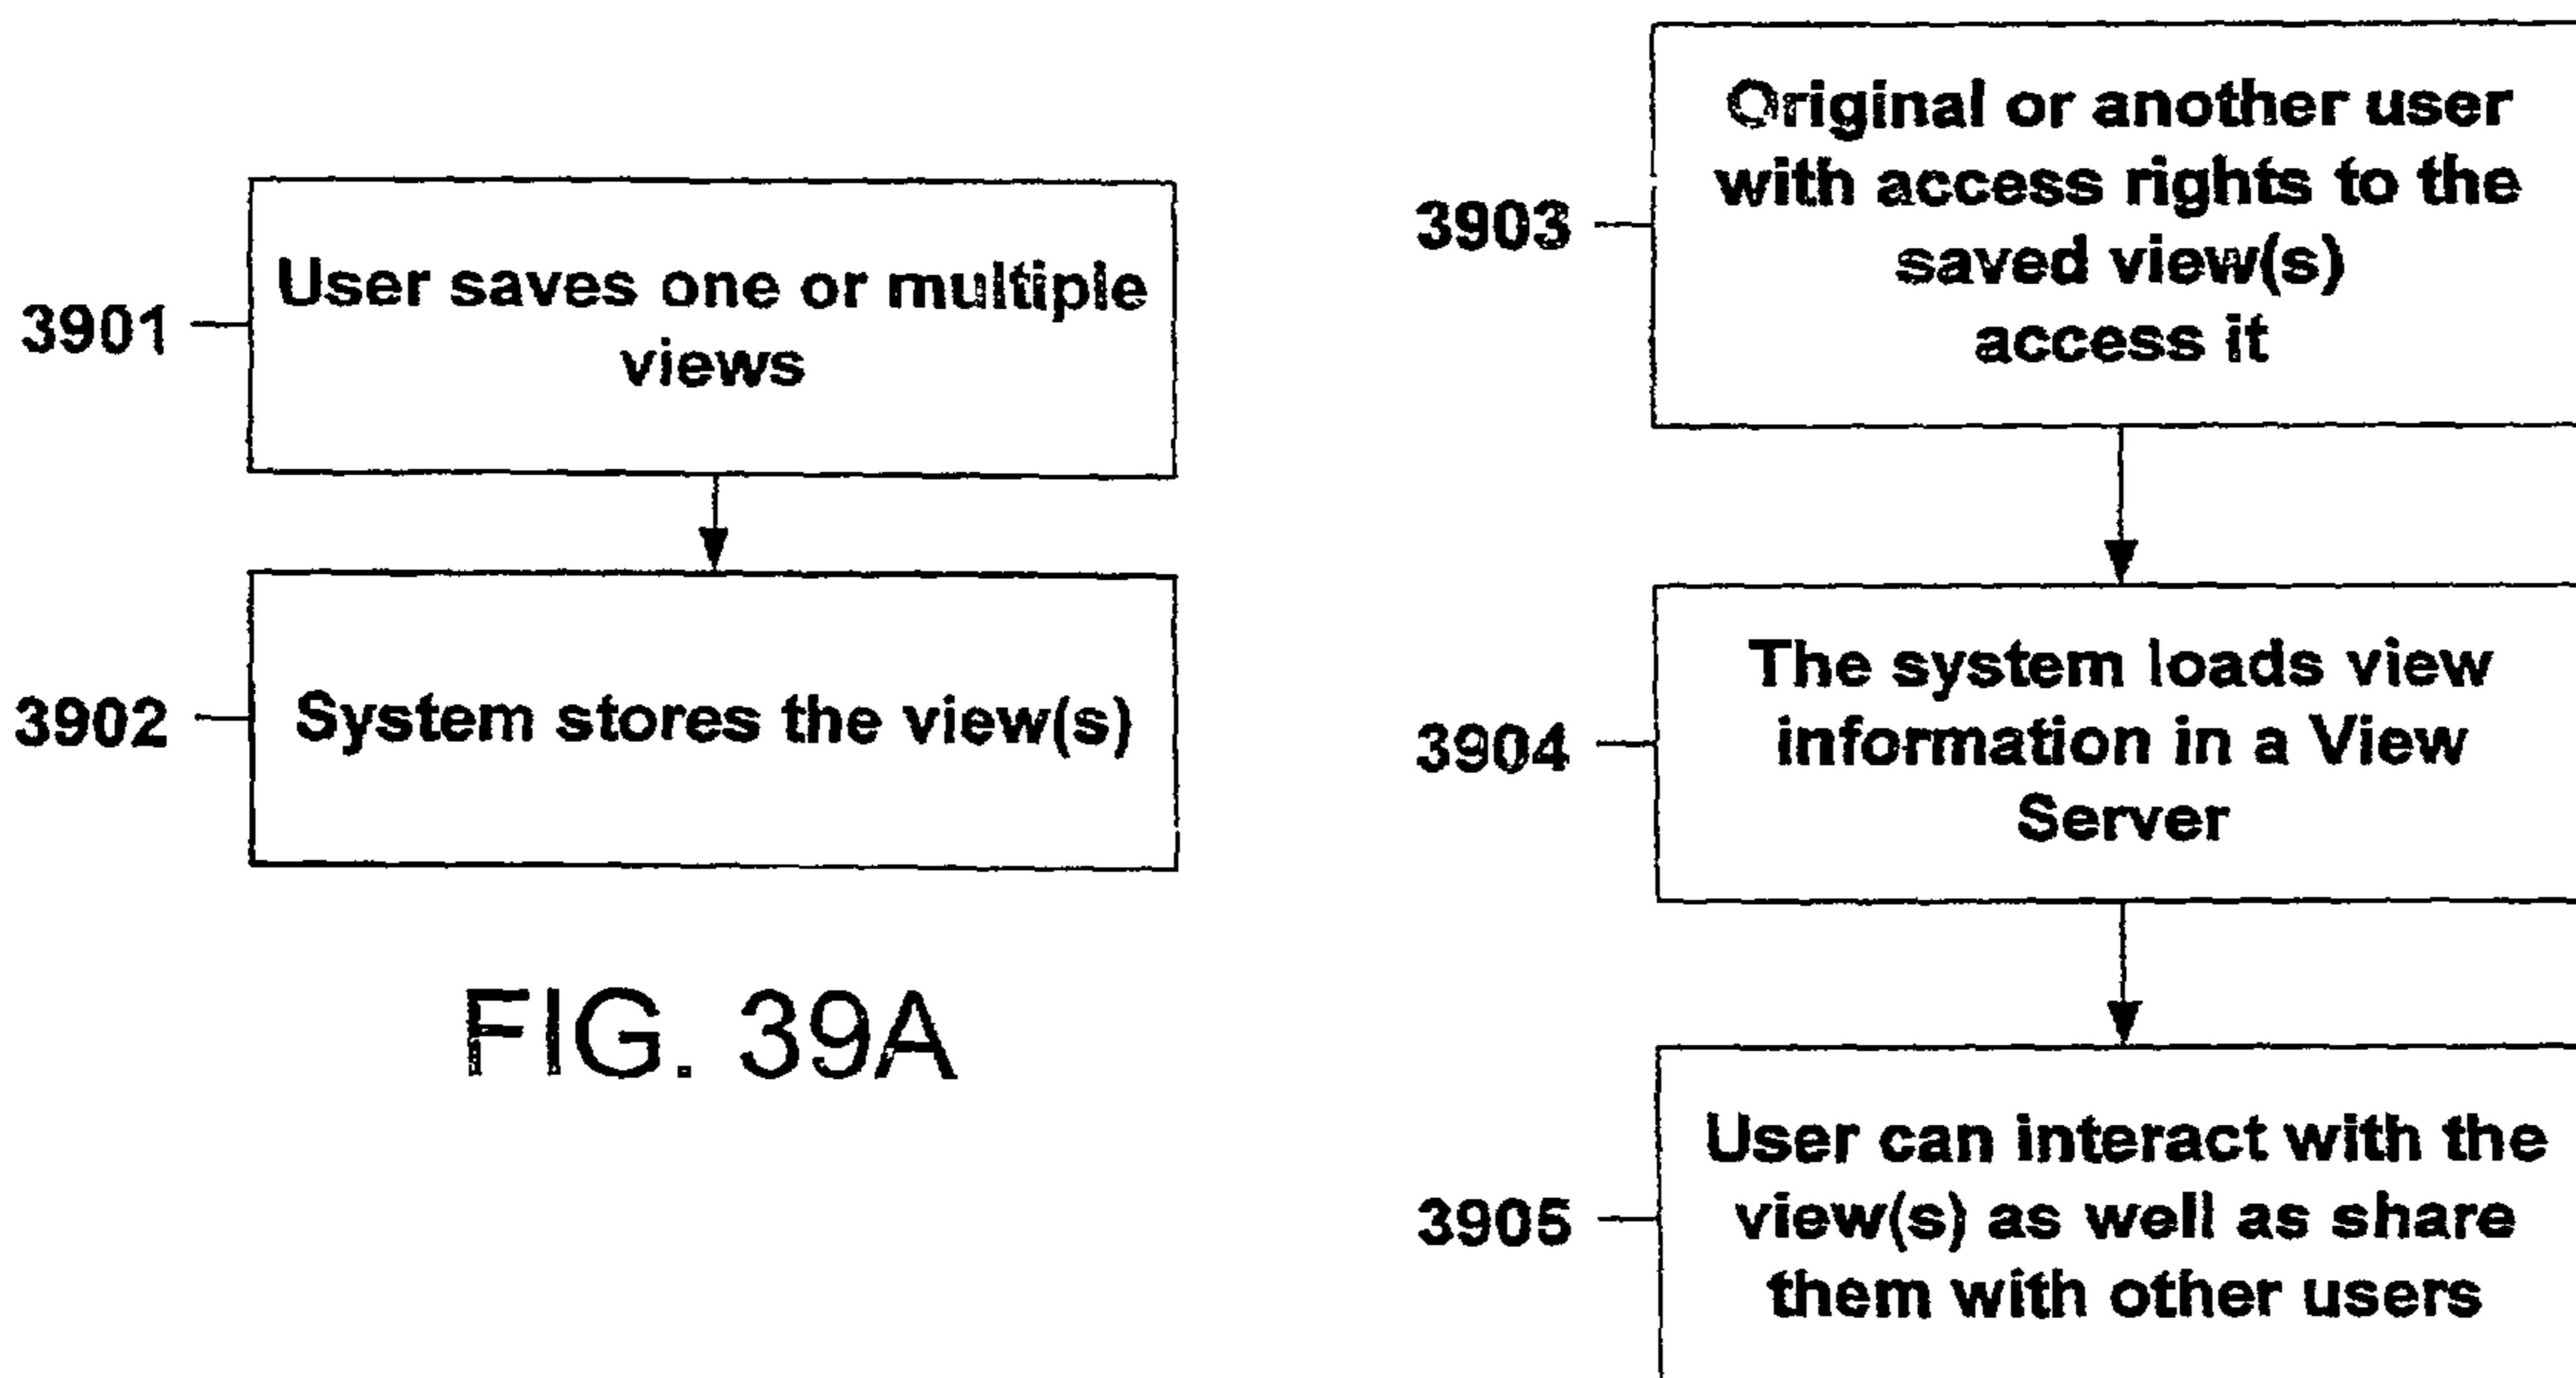 3901
User saves one or multiple
views
3902
System stores the view(s)
FIG. 39A
3903
Original or another user
with access rights to the
saved view(s)
access it
3904
The system loads view
information in a View
Server
3905
User can interact with the
view(s) as well as share
them with other users